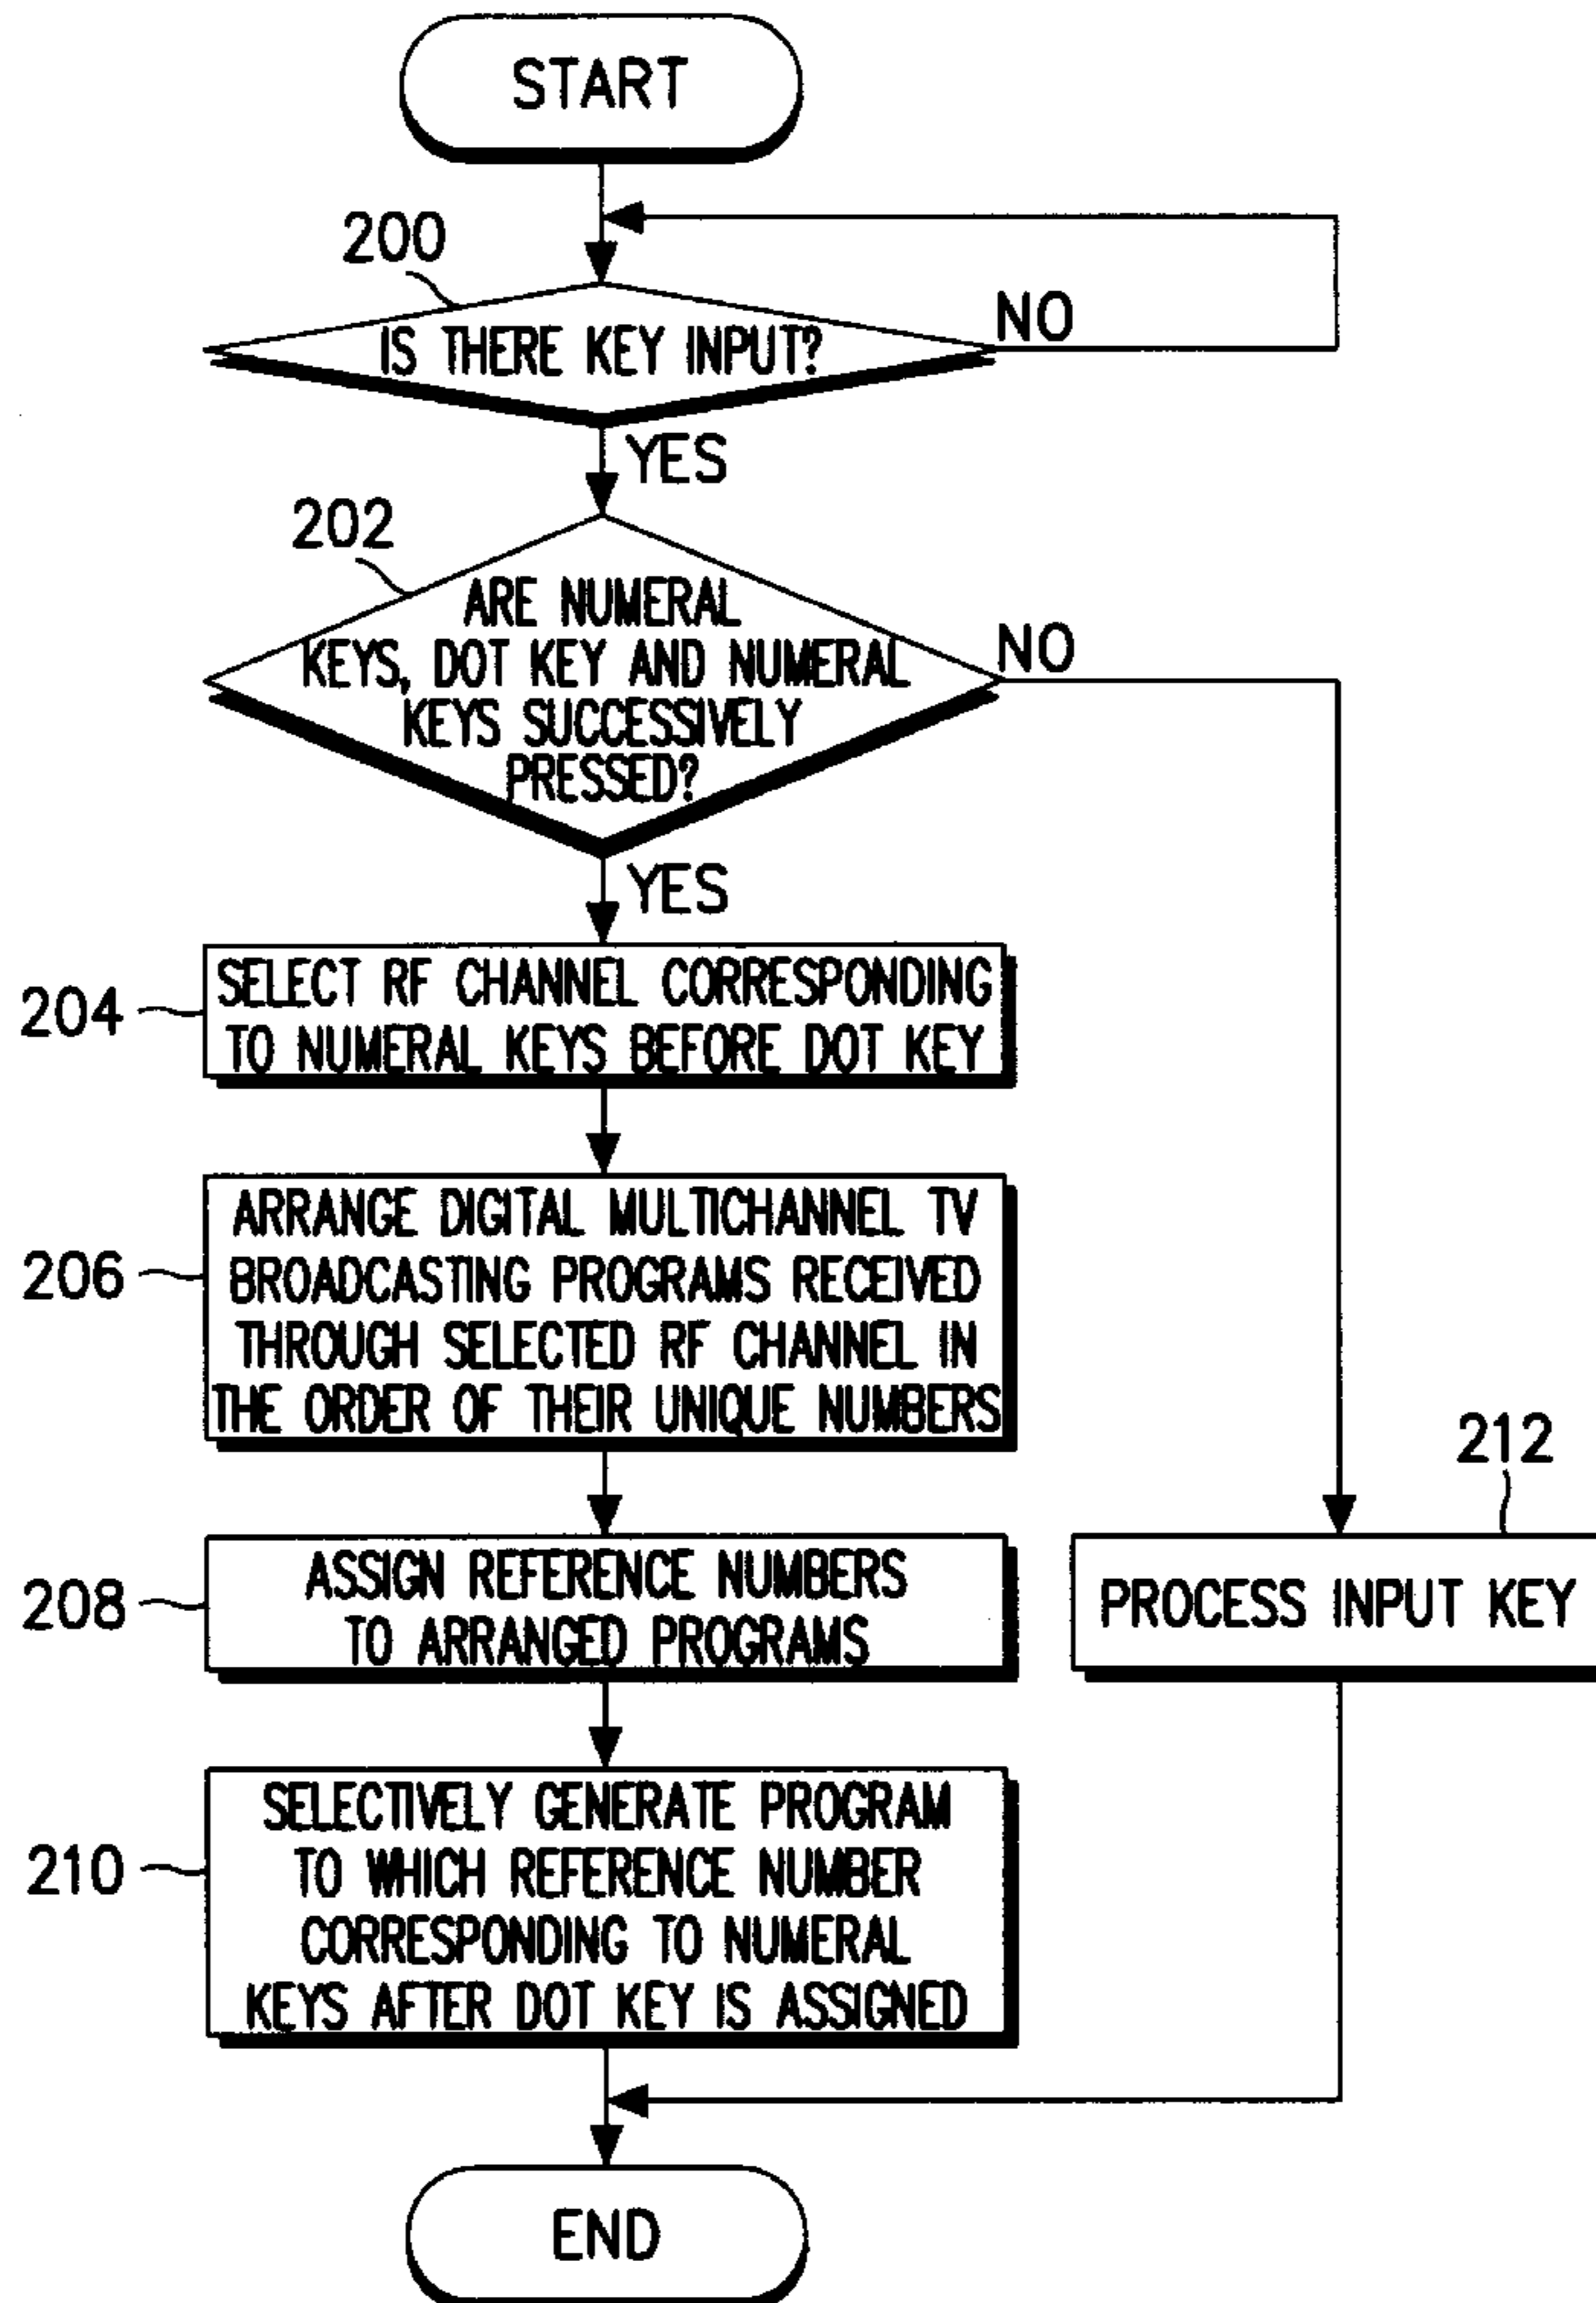 START
200
IS THERE KEY INPUT?
NO
YES
202
ARE NUMERAL
KEYS, DOT KEY AND NUMERAL
KEYS SUCCESSIVELY
PRESSED?
NO
YES
204
SELECT RF CHANNEL CORRESPONDING
TO NUMERAL KEYS BEFORE DOT KEY
206
ARRANGE DIGITAL MULTICHANNEL TV
BROADCASTING PROGRAMS RECEIVED
THROUGH SELECTED RF CHANNEL IN
THE ORDER OF THEIR UNIQUE NUMBERS
208
ASSIGN REFERENCE NUMBERS
TO ARRANGED PROGRAMS
212
PROCESS INPUT KEY
210
SELECTIVELY GENERATE PROGRAM
TO WHICH REFERENCE NUMBER
CORRESPONDING TO NUMERAL
KEYS AFTER DOT KEY IS ASSIGNED
END